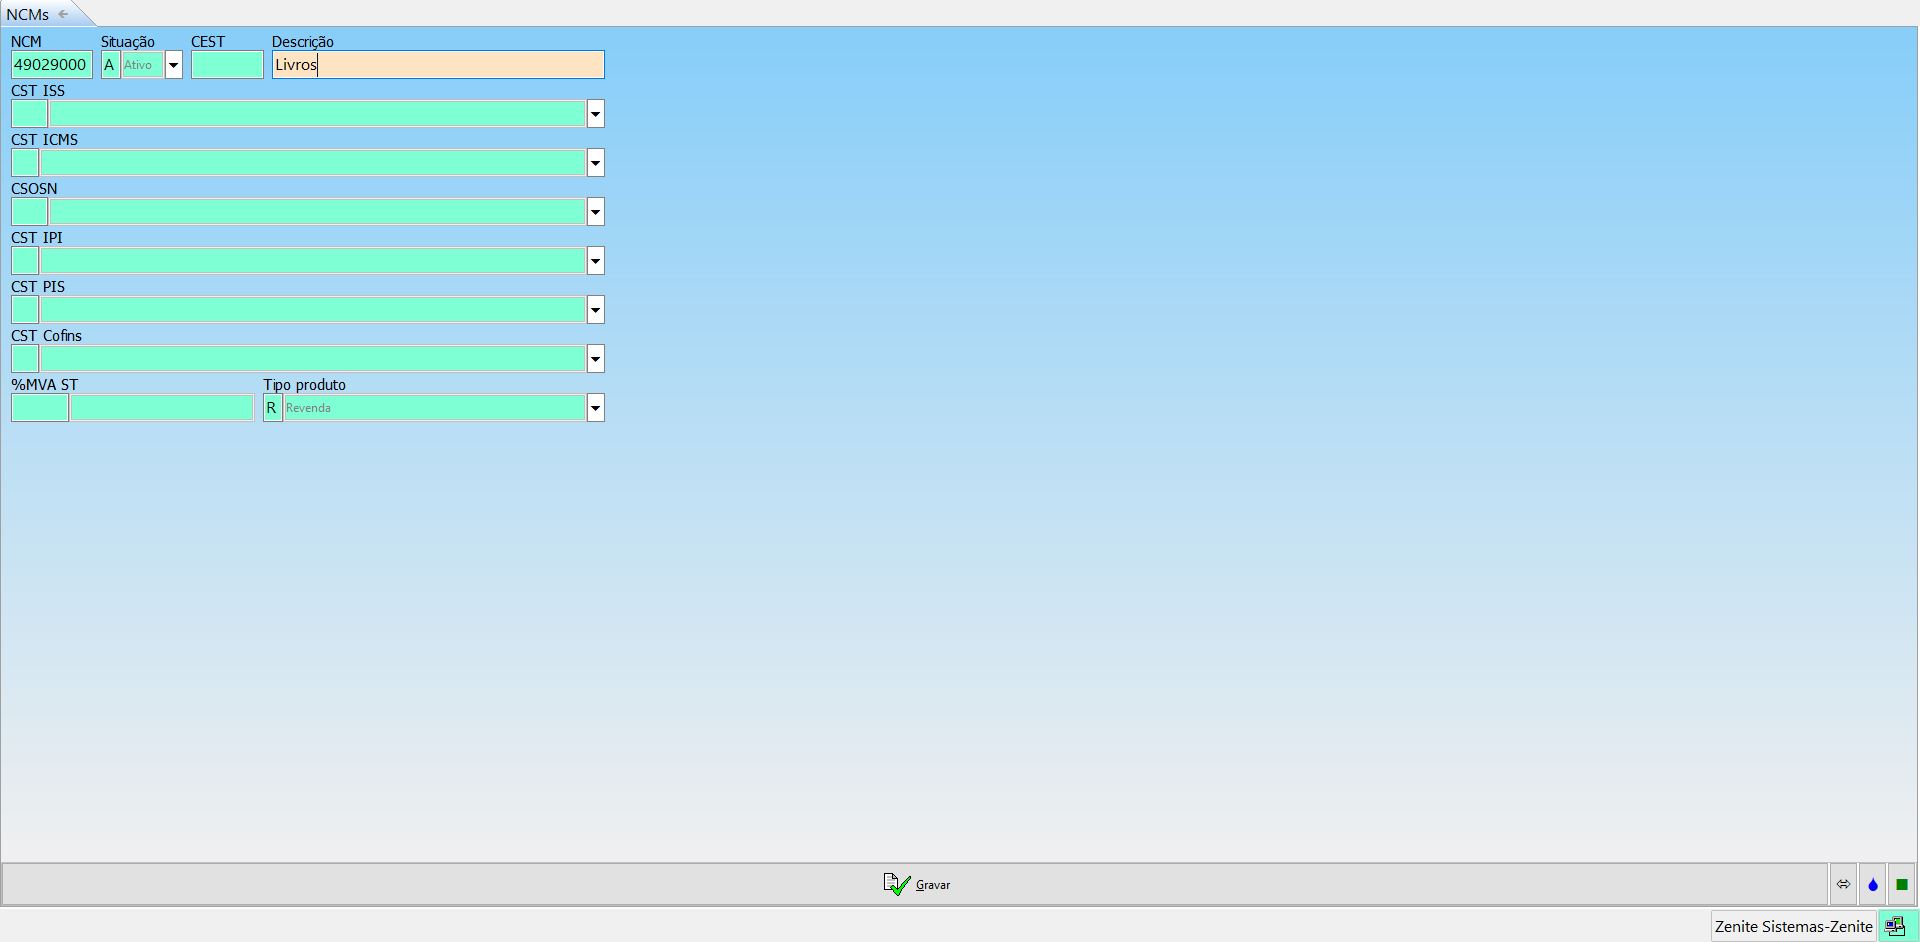 NCMs
NCM Situação CEST Descrição
49029000 A Ativo Livros
CST ISS
CST ICMS
CSOSN
CST IPI
CST PIS
CST Cofins
%MVA ST Tipo produto
R Revenda
Gravar
Zenite Sistemas-Zenite